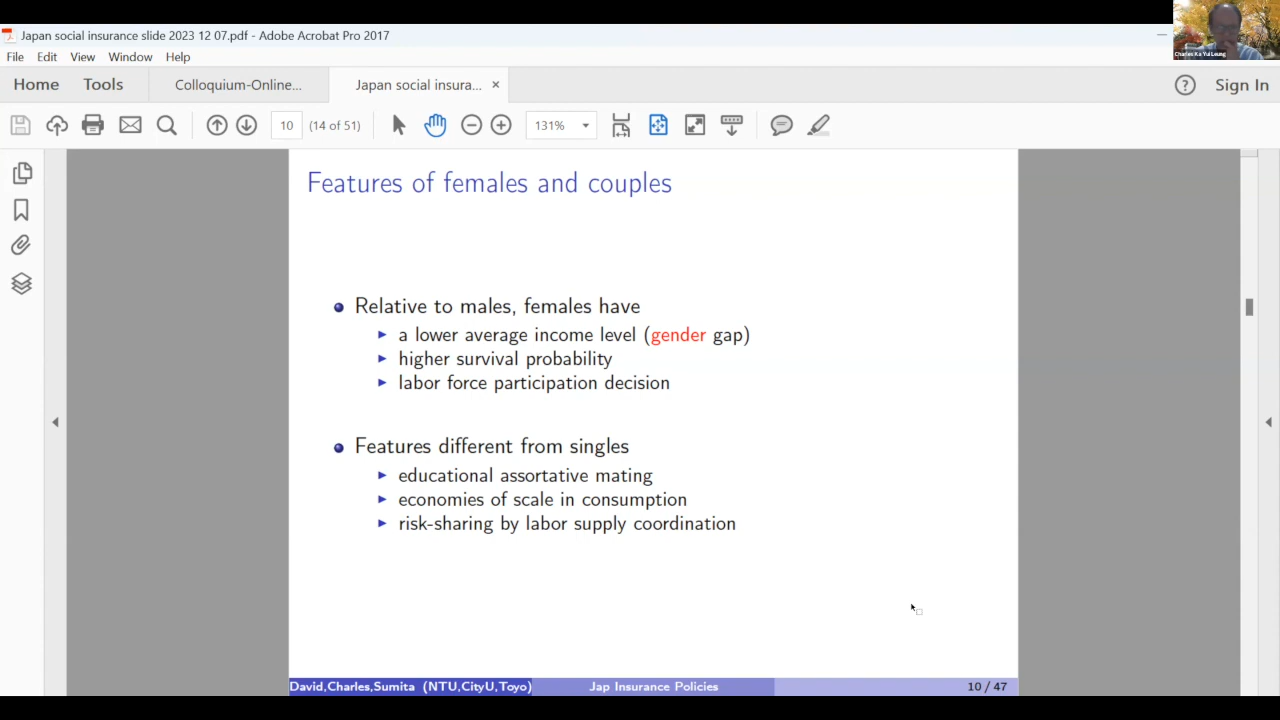 Japan social insurance slide 2023 12 07.pdf - Adobe Acrobat Pro 2017
Charles Ka Yui Leung
File Edit View Window Help
Home Tools Colloquium-Online... Japan social insura... × ? Sign In
10 (14 of 51) 131%
Features of females and couples
Relative to males, females have
a lower average income level (gender gap)
higher survival probability
labor force participation decision
Features different from singles
educational assortative mating
economies of scale in consumption
risk-sharing by labor supply coordination
David,Charles,Sumita (NTU,CityU,Toyo) Jap Insurance Policies 10 / 47